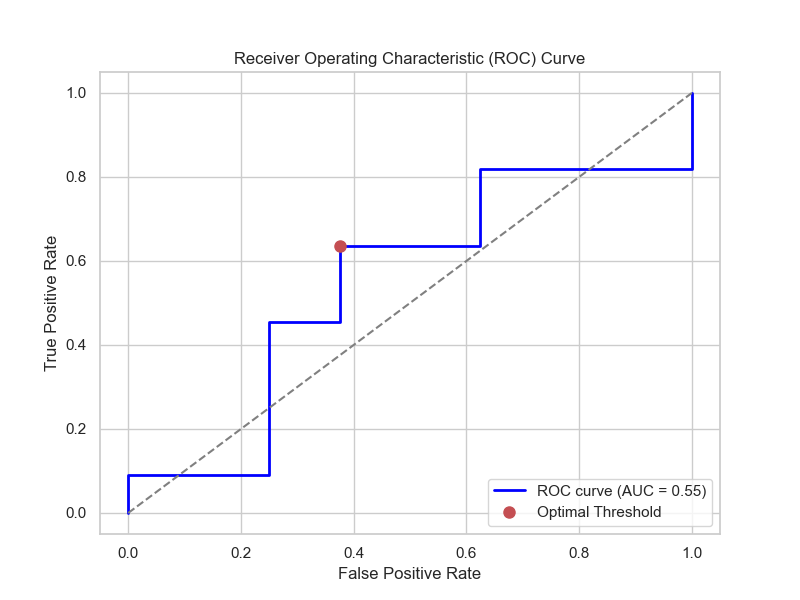 Receiver Operating Characteristic (ROC) Curve
1.0
0.8
0.6
0.4
0.2
0.0
True Positive Rate
0.0 0.2 0.4 0.6 0.8 1.0
False Positive Rate
ROC curve (AUC = 0.55)
Optimal Threshold